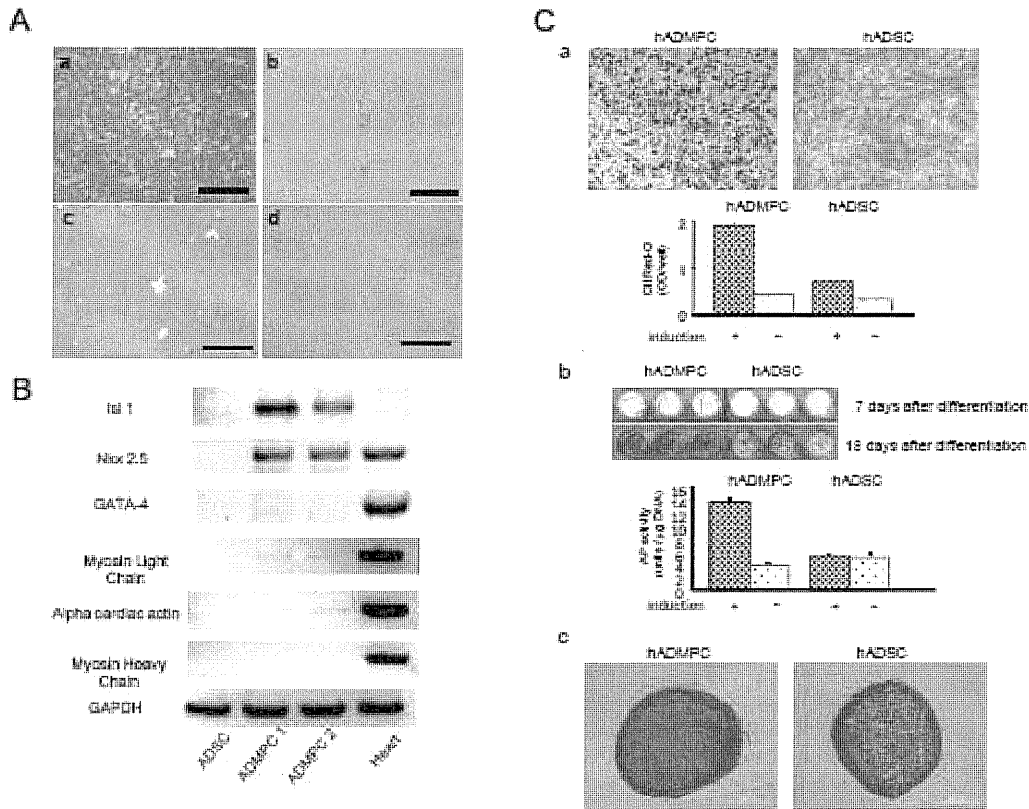 A
a
b
c
d
B
Isl 1
Nkx 2.5
GATA-4
Myosin Light
Chain
Alpha cardiac actin
Myosin Heavy
Chain
GAPDH
ADSC
ADMPC 1
ADMPC 2
Heart
C
a
hADMPC
hADSC
hADMPC
hADSC
induction + - + -
b
hADMPC
hADSC
7 days after differentiation
18 days after differentiation
hADMPC
hADSC
AP activity
induction + - + -
c
hADMPC
hADSC